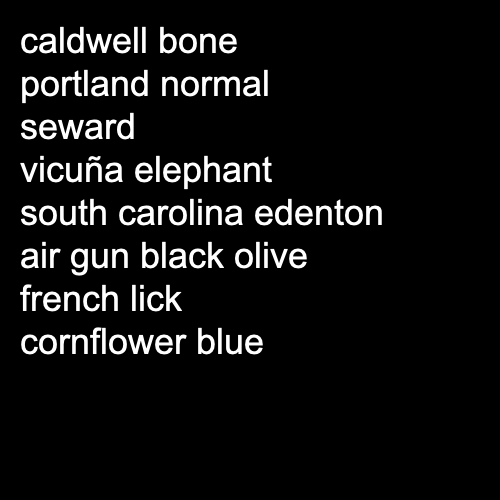 caldwell bone
portland normal
seward
vicuña elephant
south carolina edenton
air gun black olive
french lick
cornflower blue